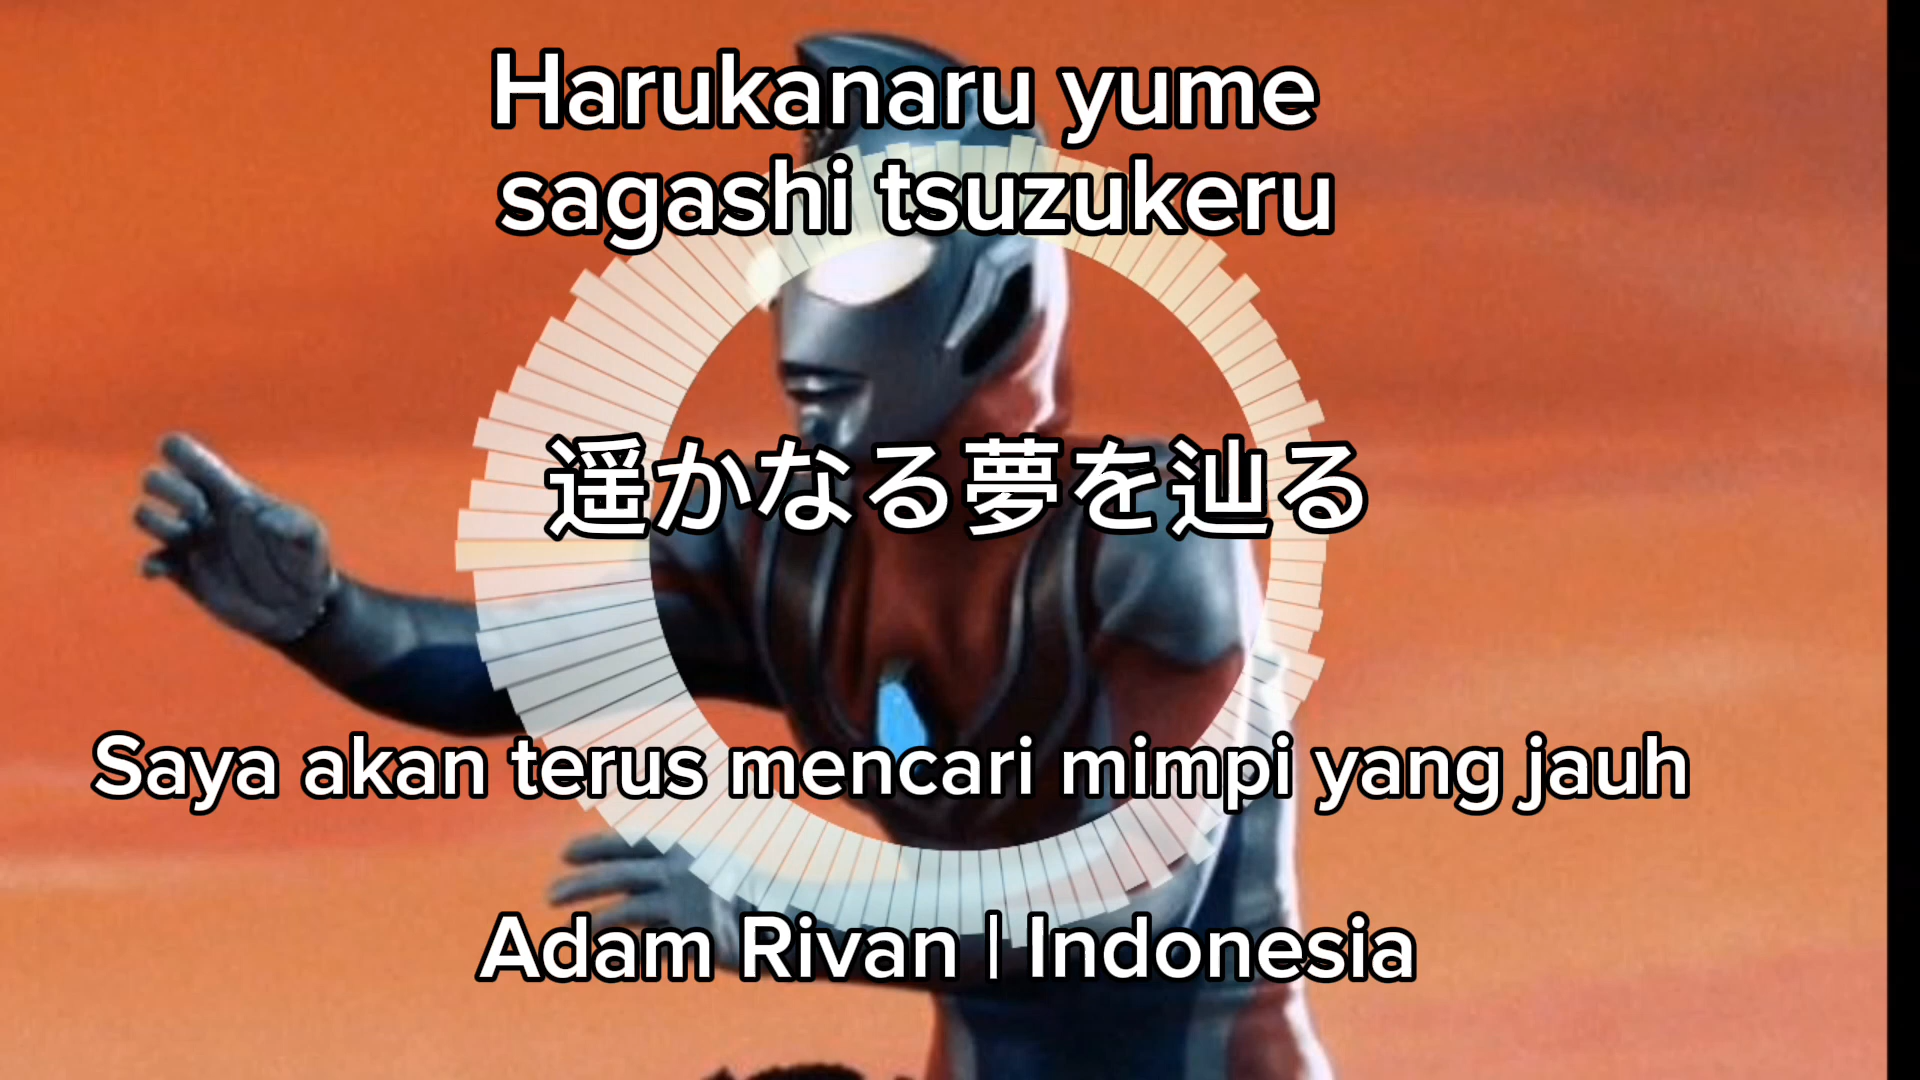 Harukanaru yume
sagashi tsuzukeru
遥かなる夢を辿る
Saya akan terus mencari mimpi yang jauh
Adam Rivan | Indonesia